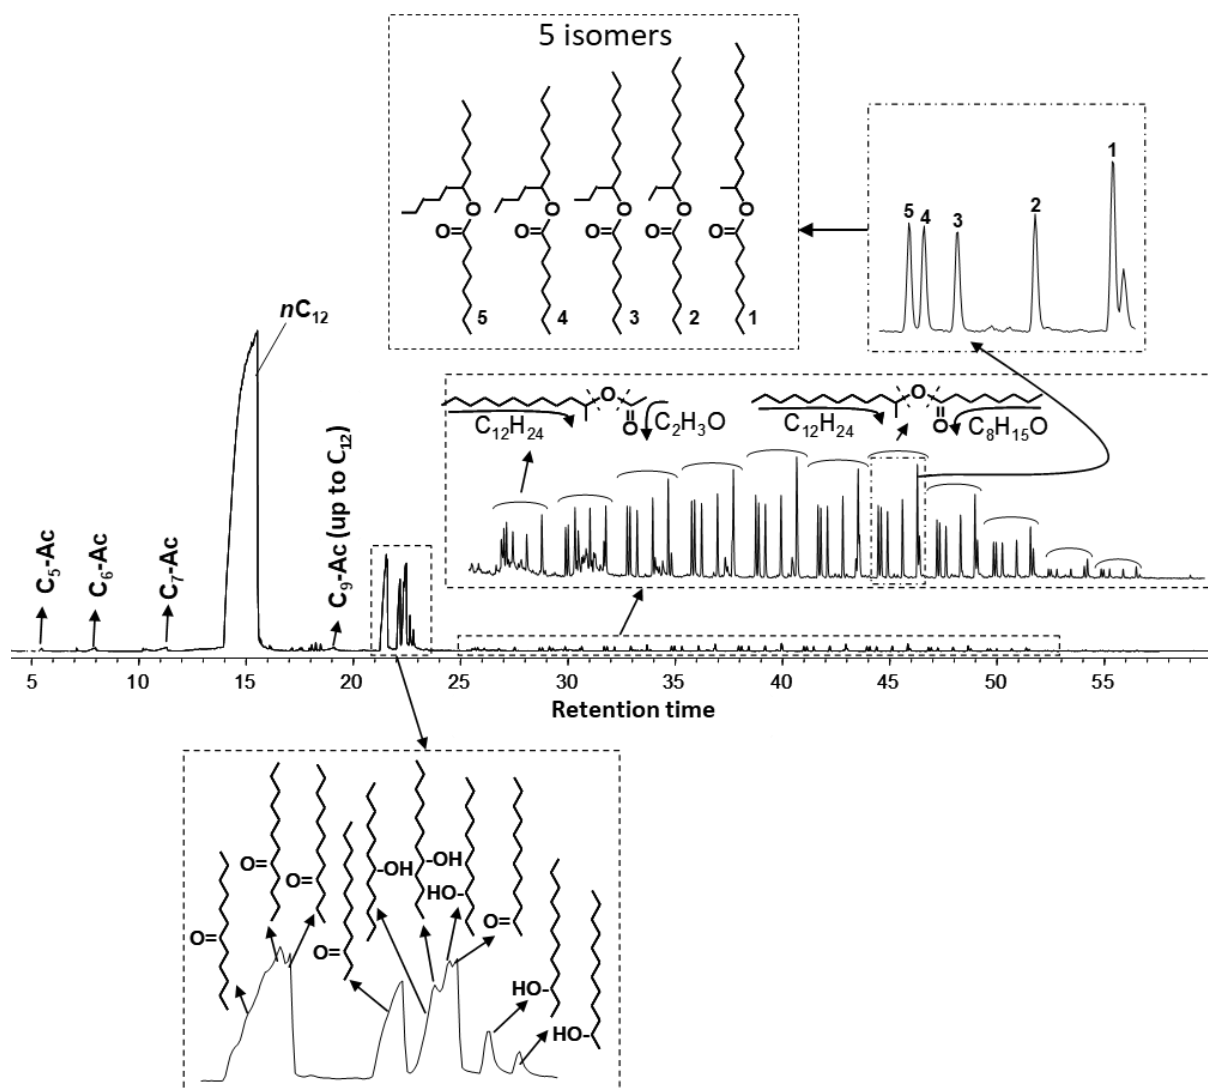 5 isomers
O
O
O
O
O
O=
O=
O=
O=
O=
5
4
3
2
1
5
4
3
2
1
nC₁₂
C₅-Ac
C₆-Ac
C₇-Ac
C₉-Ac (up to C₁₂)
O
O
C₁₂H₂₄
O
C₂H₃O
C₁₂H₂₄
O
C₈H₁₅O
5
10
15
20
25
30
35
40
45
50
55
Retention time
O=
O=
O=
O=
-OH
-OH
HO-
O=
HO-
HO-